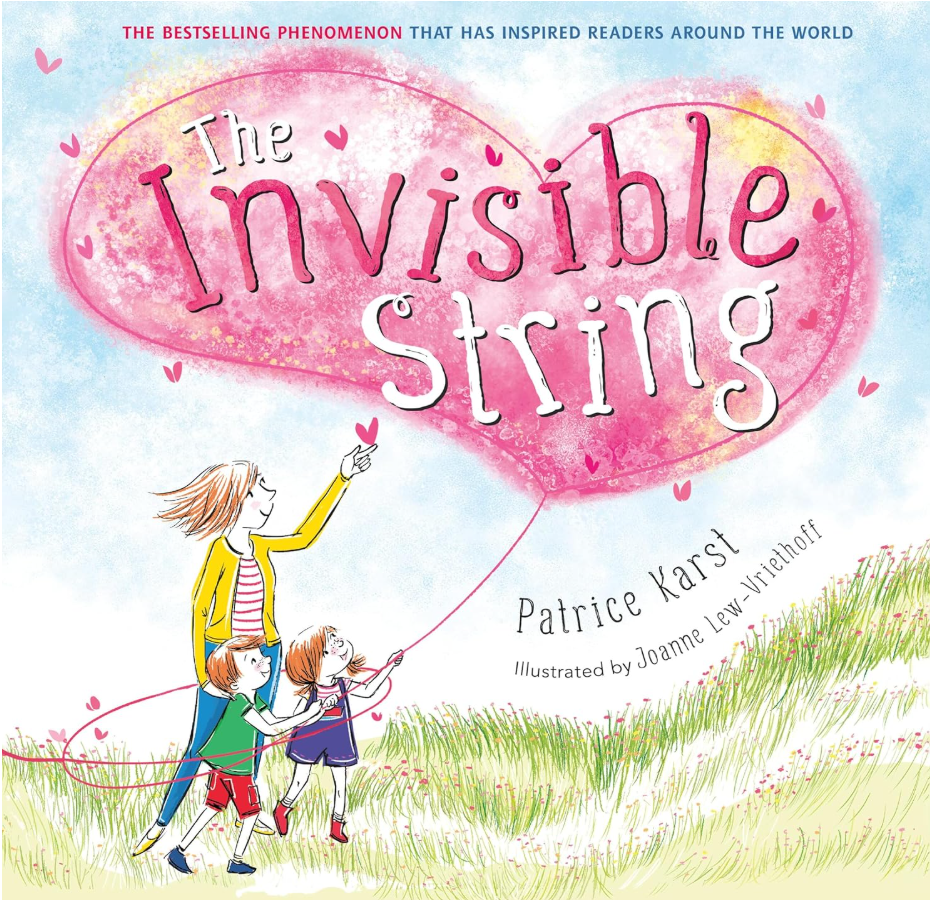 THE BESTSELLING PHENOMENON THAT HAS INSPIRED READERS AROUND THE WORLD
The
Invisible
String
Patrice Karst
Illustrated by Joanne Lew-Vriethoff